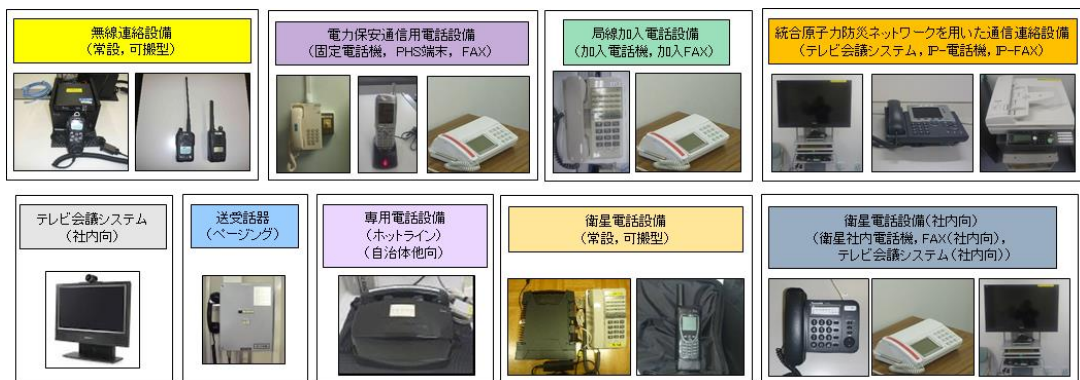 無線連絡設備
(常設,可搬型)
電力保安通信用電話設備
(固定電話機, PHS端末, FAX)
局線加入電話設備
(加入電話機,加入FAX)
統合原子力防災ネットワークを用いた通信連絡設備
(テレビ会議システム,IP-電話機,IP-FAX)
テレビ会議システム
(社内向)
送受話器
(ページング)
専用電話設備
(ホットライン)
(自治体他向)
衛星電話設備
(常設,可搬型)
衛星電話設備(社内向)
(衛星社内電話機,FAX(社内向),
テレビ会議システム(社内向))